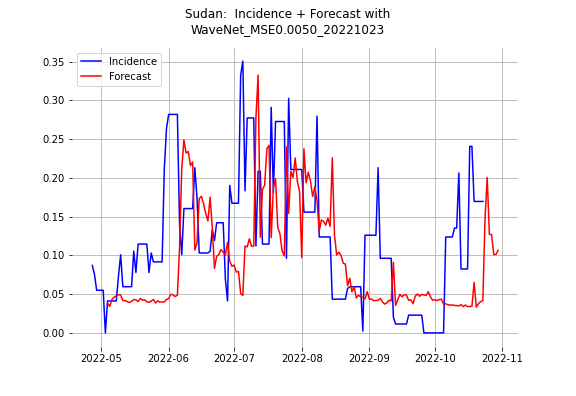 Sudan:  Incidence + Forecast with
WaveNet_MSE0.0050_20221023
Incidence
Forecast
0.35
0.30
0.25
0.20
0.15
0.10
0.05
0.00
2022-05 2022-06 2022-07 2022-08 2022-09 2022-10 2022-11